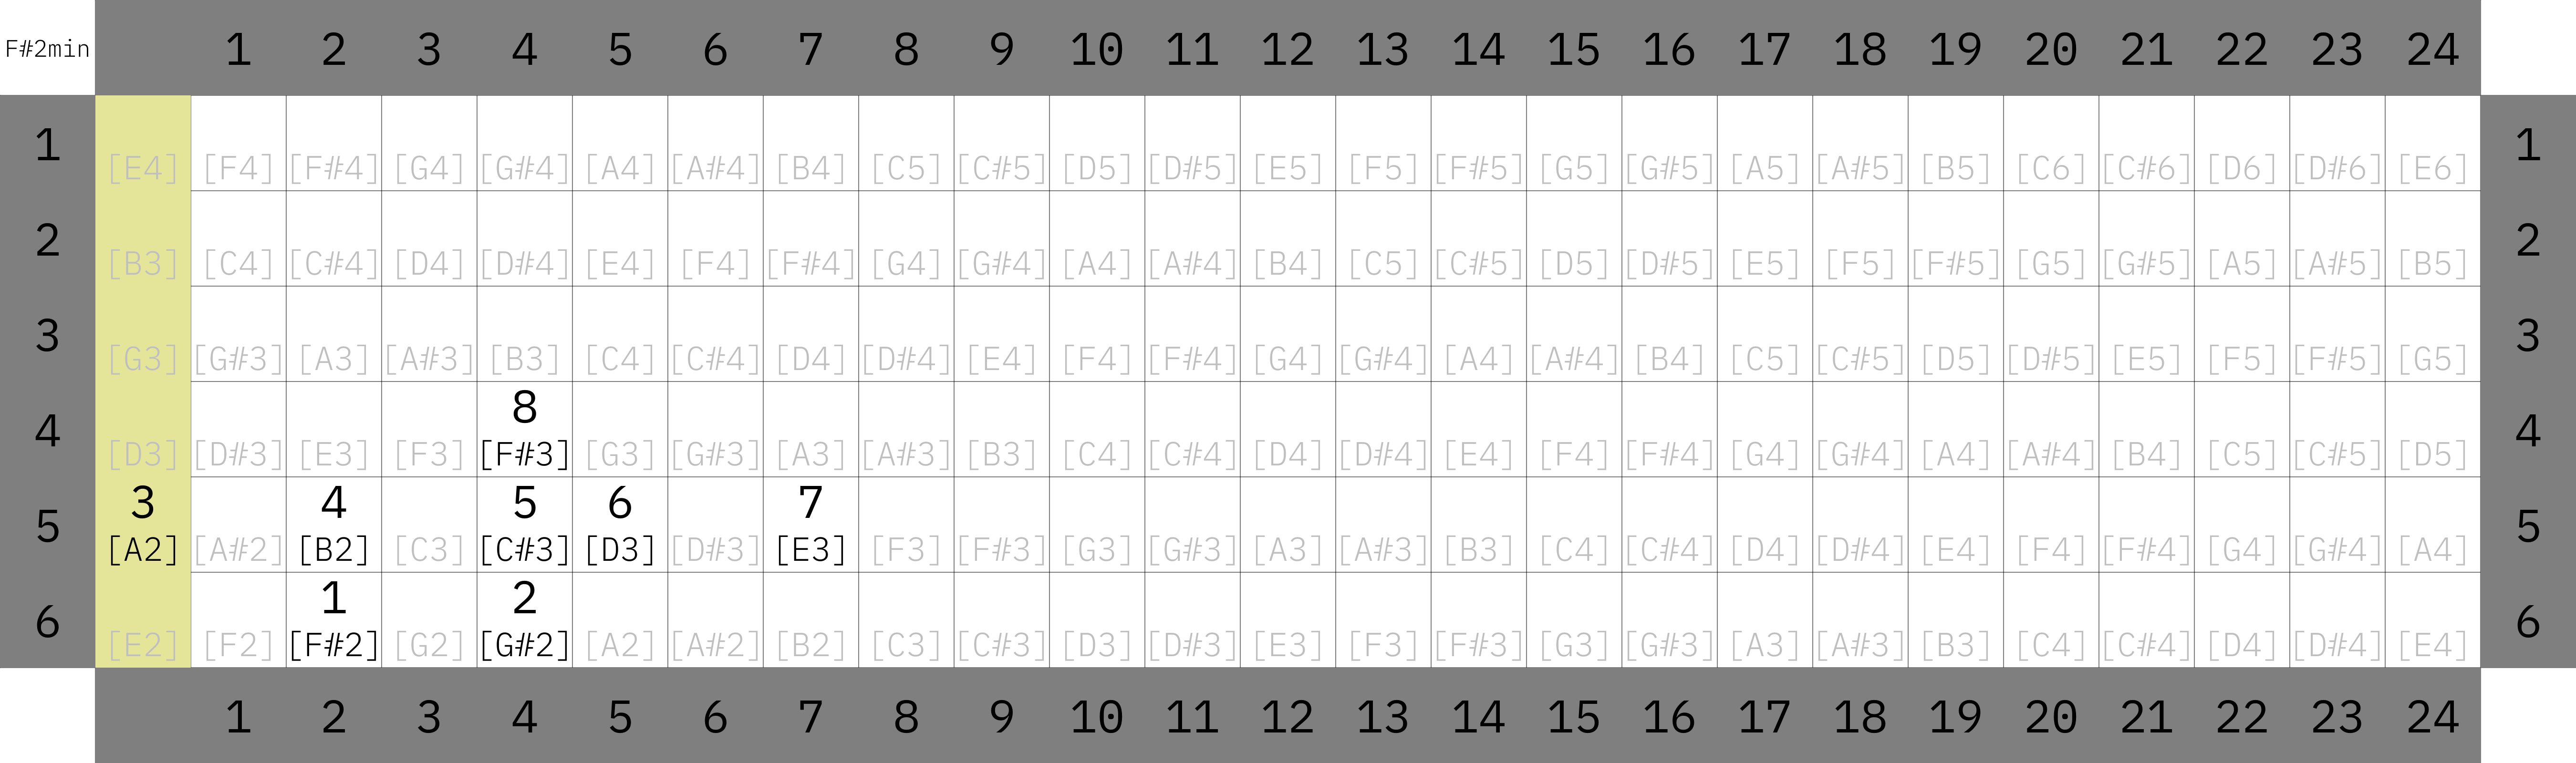 F#2min 1 2 3 4 5 6 7 8 9 10 11 12 13 14 15 16 17 18 19 20 21 22 23 24
1 [E4] [F4] [F#4] [G4] [G#4] [A4] [A#4] [B4] [C5] [C#5] [D5] [D#5] [E5] [F5] [F#5] [G5] [G#5] [A5] [A#5] [B5] [C6] [C#6] [D6] [D#6] [E6] 1
2 [B3] [C4] [C#4] [D4] [D#4] [E4] [F4] [F#4] [G4] [G#4] [A4] [A#4] [B4] [C5] [C#5] [D5] [D#5] [E5] [F5] [F#5] [G5] [G#5] [A5] [A#5] [B5] 2
3 [G3] [G#3] [A3] [A#3] [B3] [C4] [C#4] [D4] [D#4] [E4] [F4] [F#4] [G4] [G#4] [A4] [A#4] [B4] [C5] [C#5] [D5] [D#5] [E5] [F5] [F#5] [G5] 3
8
4 [D3] [D#3] [E3] [F3] [F#3] [G3] [G#3] [A3] [A#3] [B3] [C4] [C#4] [D4] [D#4] [E4] [F4] [F#4] [G4] [G#4] [A4] [A#4] [B4] [C5] [C#5] [D5] 4
3 4 5 6 7
5 [A2] [A#2] [B2] [C3] [C#3] [D3] [D#3] [E3] [F3] [F#3] [G3] [G#3] [A3] [A#3] [B3] [C4] [C#4] [D4] [D#4] [E4] [F4] [F#4] [G4] [G#4] [A4] 5
1 2
6 [E2] [F2] [F#2] [G2] [G#2] [A2] [A#2] [B2] [C3] [C#3] [D3] [D#3] [E3] [F3] [F#3] [G3] [G#3] [A3] [A#3] [B3] [C4] [C#4] [D4] [D#4] [E4] 6
1 2 3 4 5 6 7 8 9 10 11 12 13 14 15 16 17 18 19 20 21 22 23 24